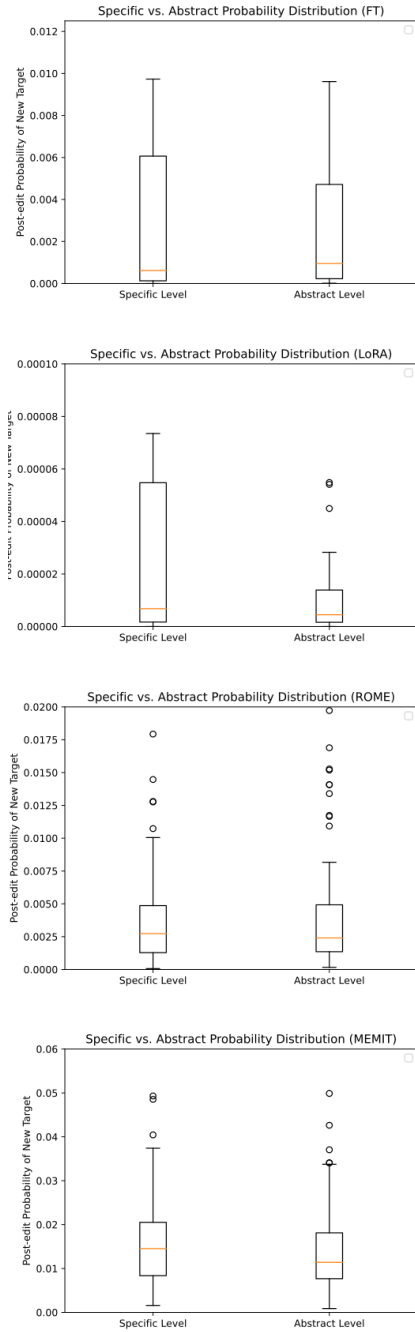 Specific vs. Abstract Probability Distribution (FT)
Post-edit Probability of New Target
0.012
0.010
0.008
0.006
0.004
0.002
0.000
Specific Level Abstract Level
Specific vs. Abstract Probability Distribution (LoRA)
Post-edit Probability of New Target
0.00010
0.00008
0.00006
0.00004
0.00002
0.00000
Specific Level Abstract Level
Specific vs. Abstract Probability Distribution (ROME)
Post-edit Probability of New Target
0.0200
0.0175
0.0150
0.0125
0.0100
0.0075
0.0050
0.0025
0.0000
Specific Level Abstract Level
Specific vs. Abstract Probability Distribution (MEMIT)
Post-edit Probability of New Target
0.06
0.05
0.04
0.03
0.02
0.01
0.00
Specific Level Abstract Level